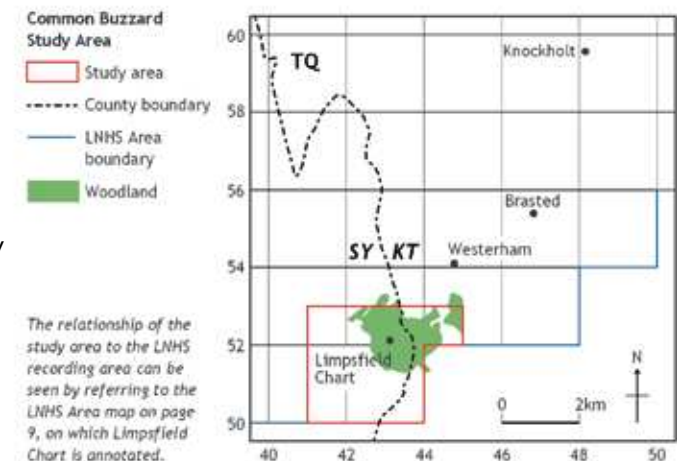 Common Buzzard
Study Area
Study area
County boundary
LNHS Area
boundary
Woodland
The relationship of the
study area to the LNHS
recording area can be
seen by referring to the
LNHS Area map on page
9, on which Limpsfield
Chart is annotated.
60
TQ
Knockholt
58
56
Brasted
SY KT
Westerham
54
52
Limpsfield
Chart
N
0 2km
50
40 42 44 46 48 50